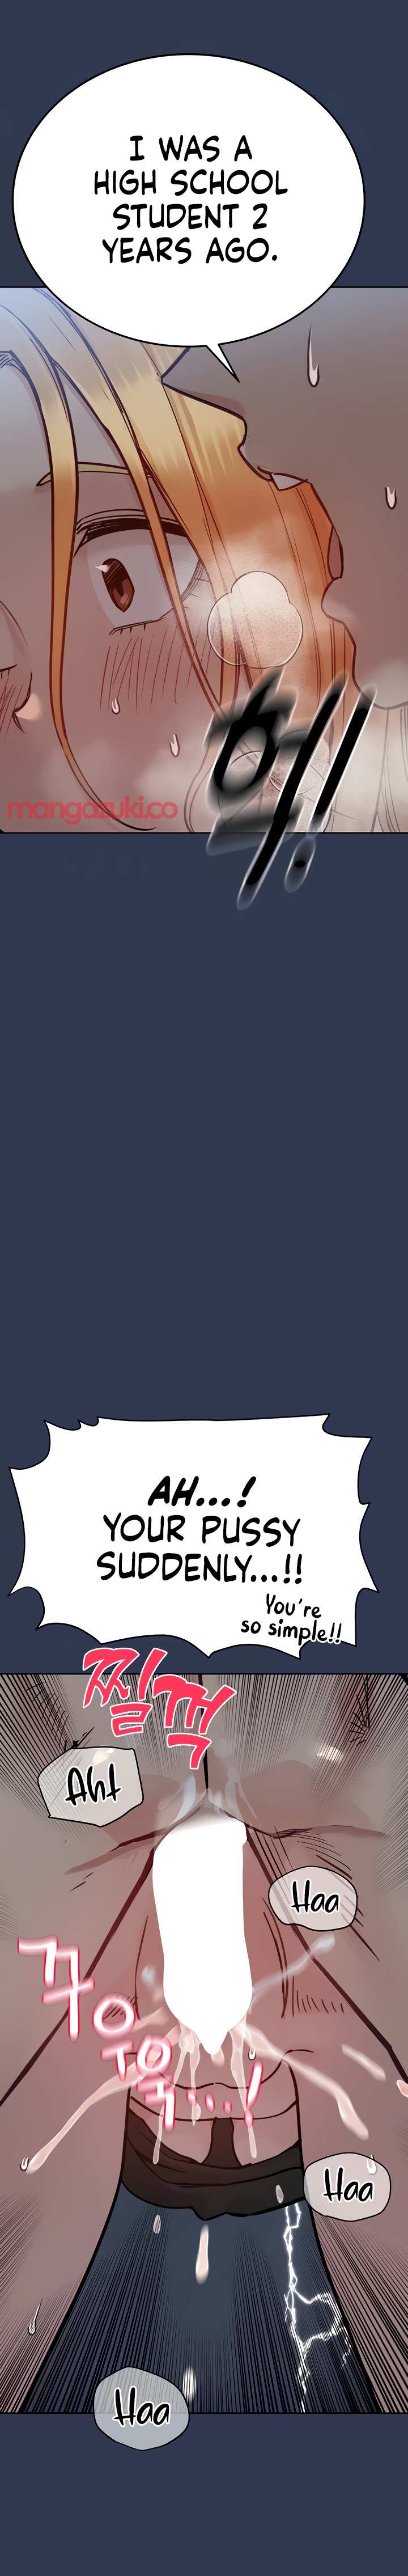 I WAS A
HIGH SCHOOL
STUDENT 2
YEARS AGO.
mangazuki.co
AH...!
YOUR PUSSY
SUDDENLY...!!
You're
so simple!!
찔꺽
Ah!
Haa
꾸우욱...!
Haa
Haa